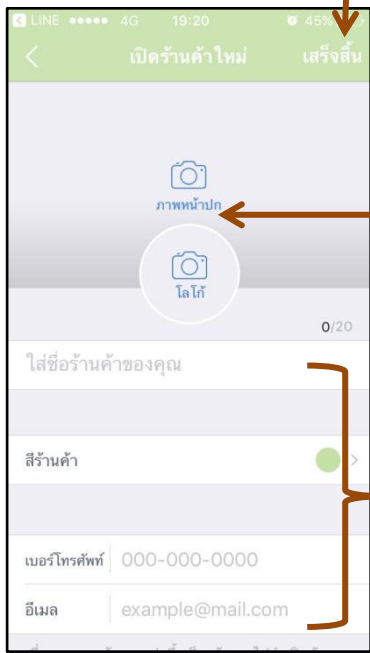 LINE 4G 19:20 45%
เปิดร้านค้าใหม่ เสร็จสิ้น
ภาพหน้าปก
โลโก้
0/20
ใส่ชื่อร้านค้าของคุณ
สีร้านค้า
เบอร์โทรศัพท์ 000-000-0000
อีเมล example@mail.com